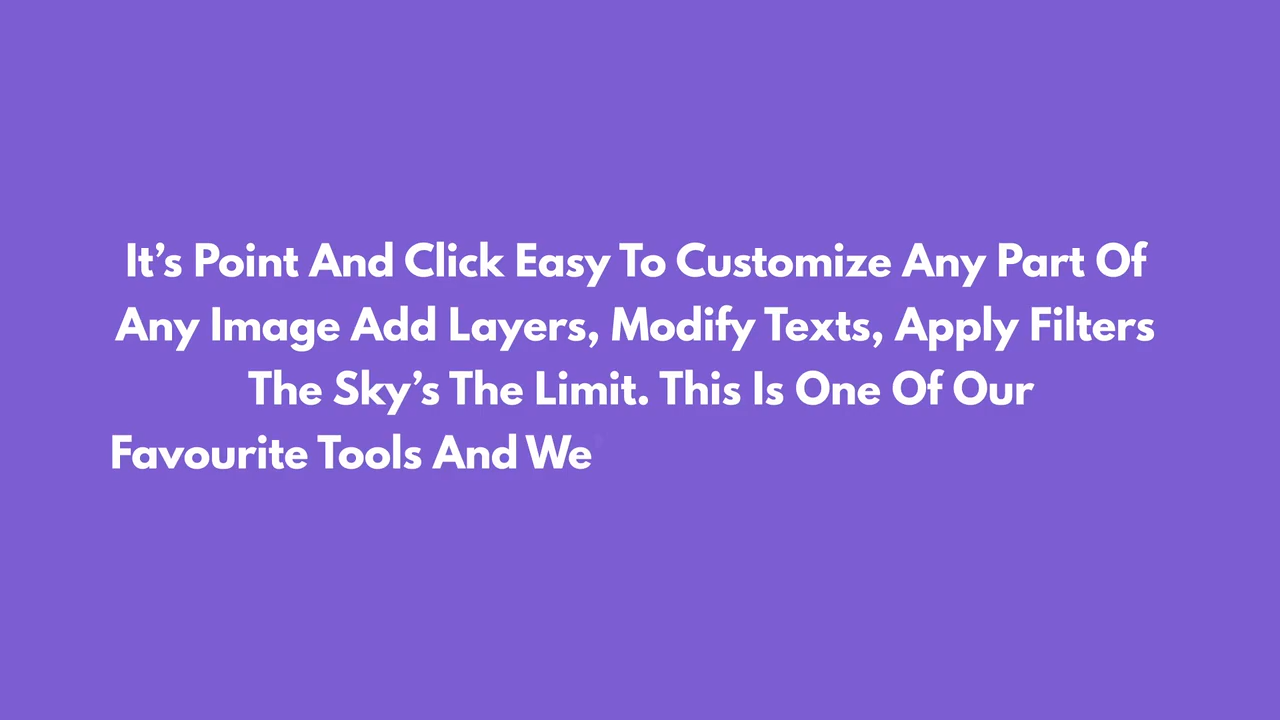 It’s Point And Click Easy To Customize Any Part Of
Any Image Add Layers, Modify Texts, Apply Filters
The Sky’s The Limit. This Is One Of Our
Favourite Tools And We